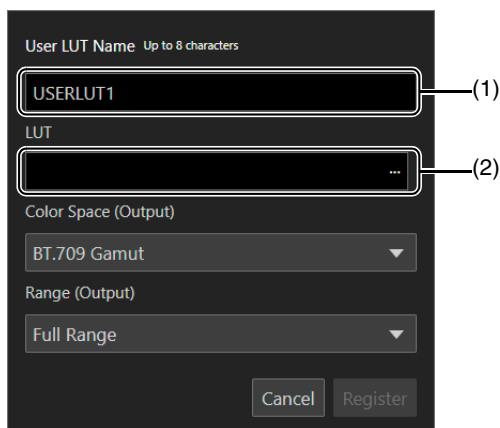 User LUT Name Up to 8 characters
USERLUT1
(1)
LUT
...
(2)
Color Space (Output)
BT.709 Gamut
Range (Output)
Full Range
Cancel Register